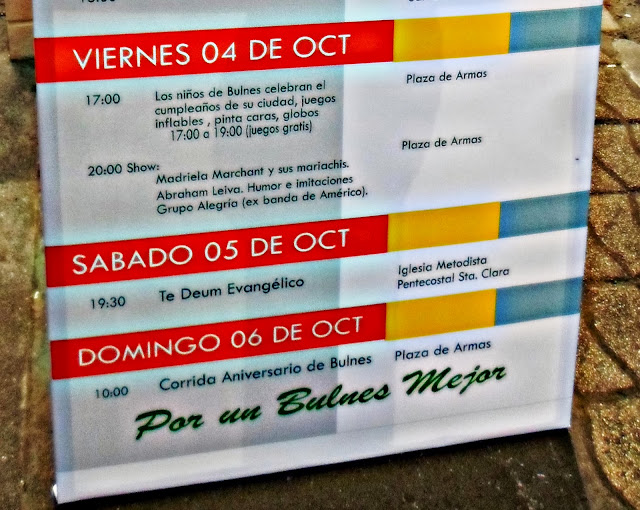 VIERNES 04 DE OCT
17:00 Los niños de Bulnes celebran el Plaza de Armas
cumpleaños de su ciudad, juegos
inflables , pinta caras, globos
17:00 a 19:00 (juegos gratis)
Plaza de Armas
20:00 Show:
Madriela Marchant y sus mariachis.
Abraham Leiva. Humor e imitaciones
Grupo Alegría (ex banda de Américo).
SABADO 05 DE OCT
19:30 Te Deum Evangélico Iglesia Metodista
Pentecostal Sta. Clara
DOMINGO 06 DE OCT
10:00 Corrida Aniversario de Bulnes Plaza de Armas
Por un Bulnes Mejor